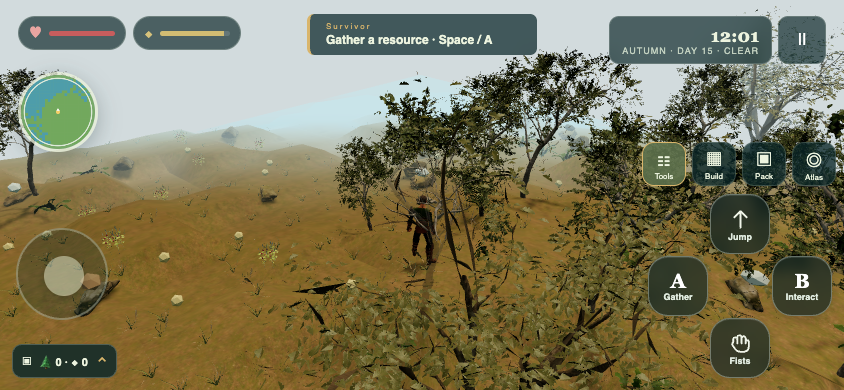 Survivor
Gather a resource · Space / A
12:01
AUTUMN · DAY 15 · CLEAR
Tools
Build
Pack
Atlas
Jump
A
Gather
B
Interact
Fists
0 · ◆ 0